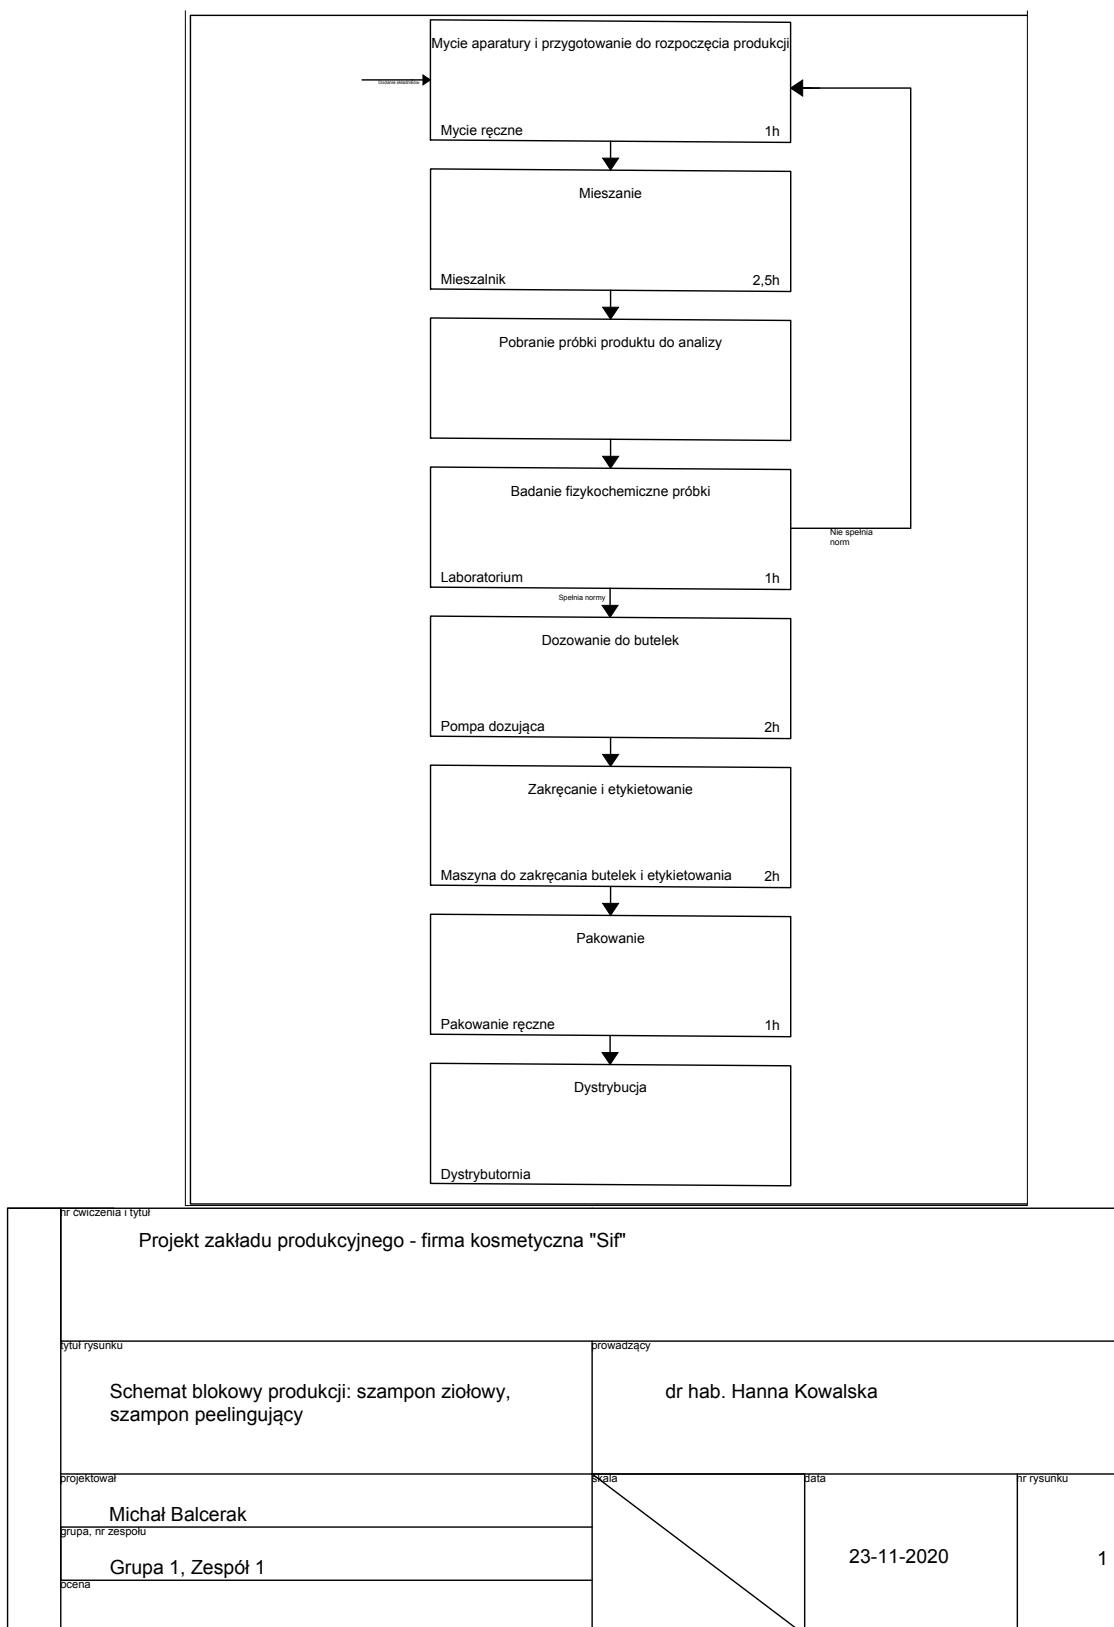 Mycie aparatury i przygotowanie do rozpoczęcia produkcji
Dodanie składników
Mycie ręczne 1h
Mieszanie
Mieszalnik 2,5h
Pobranie próbki produktu do analizy
Badanie fizykochemiczne próbki
Nie spełnia
norm
Laboratorium 1h
Spełnia normy
Dozowanie do butelek
Pompa dozująca 2h
Zakręcanie i etykietowanie
Maszyna do zakręcania butelek i etykietowania 2h
Pakowanie
Pakowanie ręczne 1h
Dystrybucja
Dystrybutornia
nr ćwiczenia i tytuł
Projekt zakładu produkcyjnego - firma kosmetyczna "Sif"
tytuł rysunku
Schemat blokowy produkcji: szampon ziołowy,
szampon peelingujący
prowadzący
dr hab. Hanna Kowalska
projektował
Michał Balcerak
grupa, nr zespołu
Grupa 1, Zespół 1
ocena
skala
data
23-11-2020
nr rysunku
1